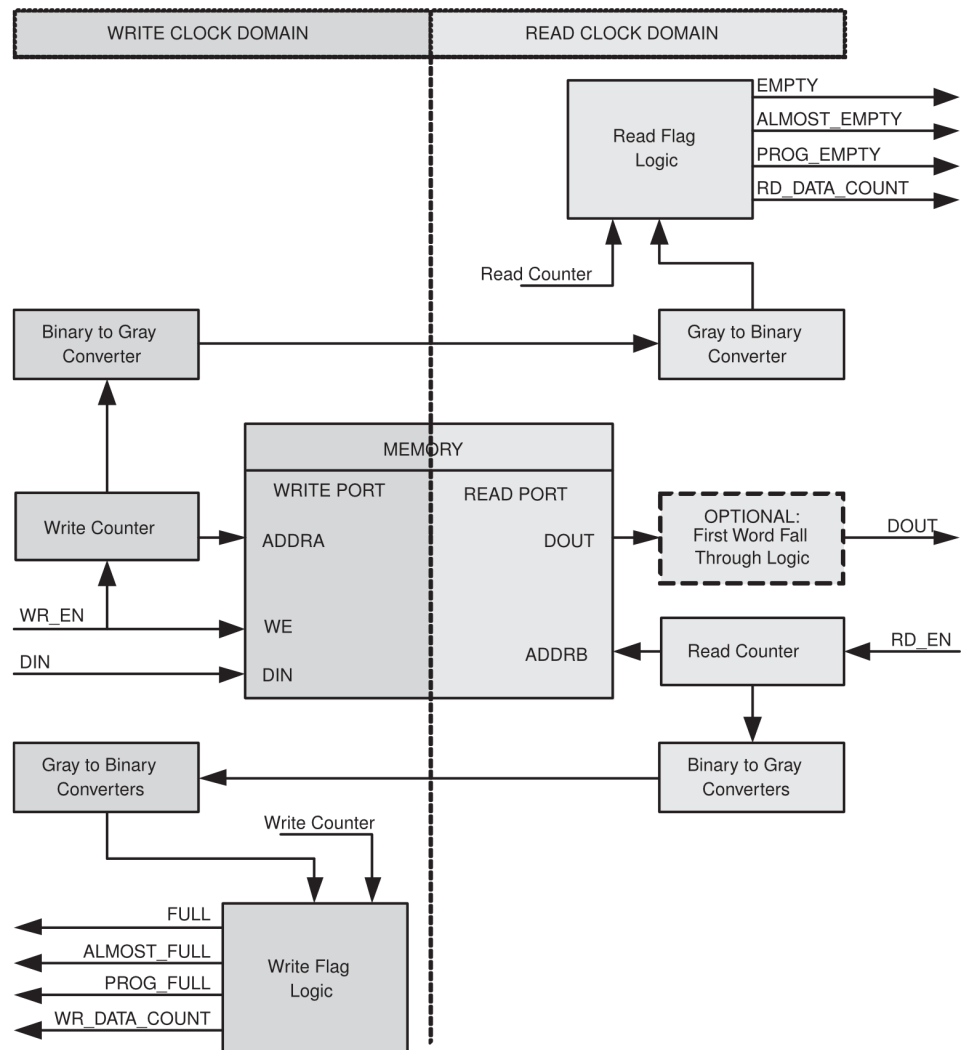 WRITE CLOCK DOMAIN
READ CLOCK DOMAIN
EMPTY
ALMOST_EMPTY
PROG_EMPTY
RD_DATA_COUNT
Read Flag
Logic
Read Counter
Binary to Gray
Converter
Gray to Binary
Converter
MEMORY
WRITE PORT
READ PORT
Write Counter
ADDRA
DOUT
OPTIONAL:
First Word Fall
Through Logic
DOUT
WR_EN
WE
DIN
DIN
ADDRB
Read Counter
RD_EN
Gray to Binary
Converters
Binary to Gray
Converters
Write Counter
FULL
ALMOST_FULL
PROG_FULL
WR_DATA_COUNT
Write Flag
Logic